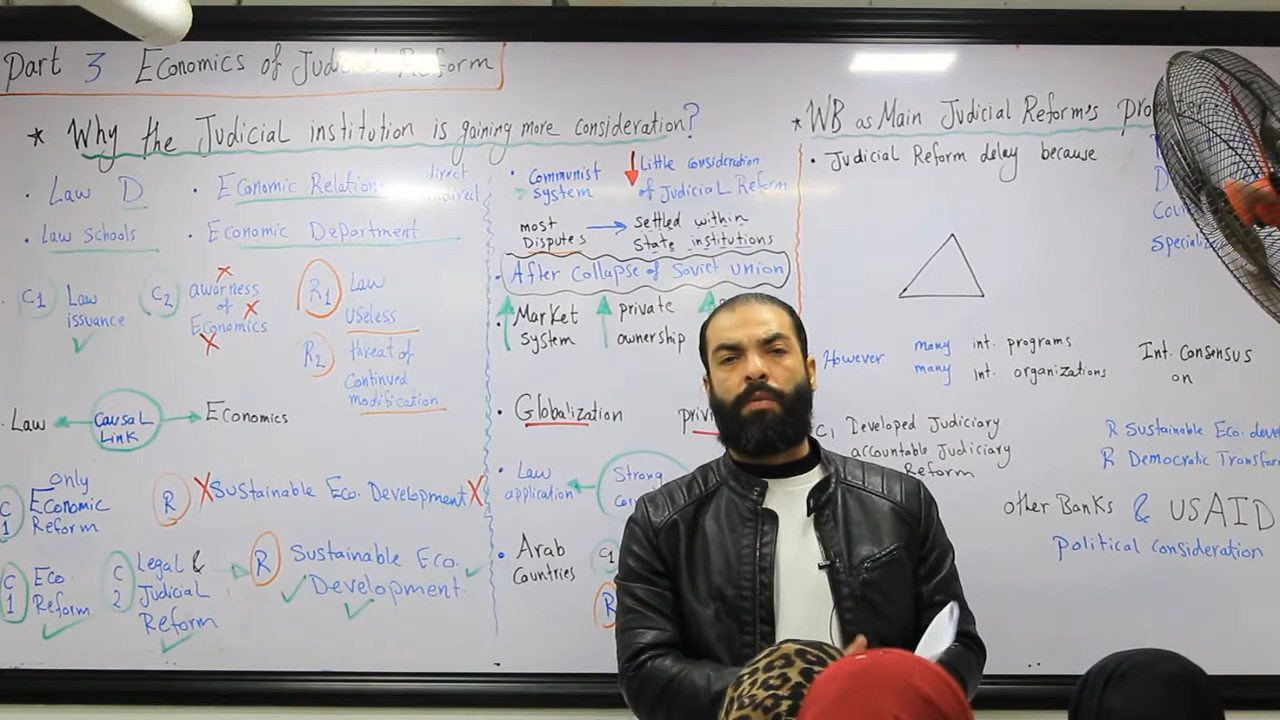 Part 3 Economics of Judicial Reform
* Why the Judicial institution is gaining more consideration?
• Law D
• Economic Relation
direct
indirect
• Law Schools
• Economic Department
C1 Law
issuance
C2 awarness
of
Economics
R1 Law
useless
R2 threat of
Continued
modification
• Law
Causal
Link
Economics
C
1
only
Economic
Reform
R X Sustainable Eco. Development X
C
1
Eco.
Reform
C
2
Legal &
Judicial
Reform
R Sustainable Eco.
Development
• Communist
system
Little consideration
of Judicial Reform
most
Disputes
settled within
State institutions
• After Collapse of Soviet Union
• Market
system
private
ownership
• Globalization
• Law
application
Strong
• Arab
Countries
C1
R
* WB as Main Judicial Reform's
• Judicial Reform delay because
However
many int. programs
many int. organizations
Int. Consensus
on
C1 Developed Judiciary
accountable Judiciary
Reform
R Sustainable Eco.
R Democratic
other Banks & USAID
political consideration